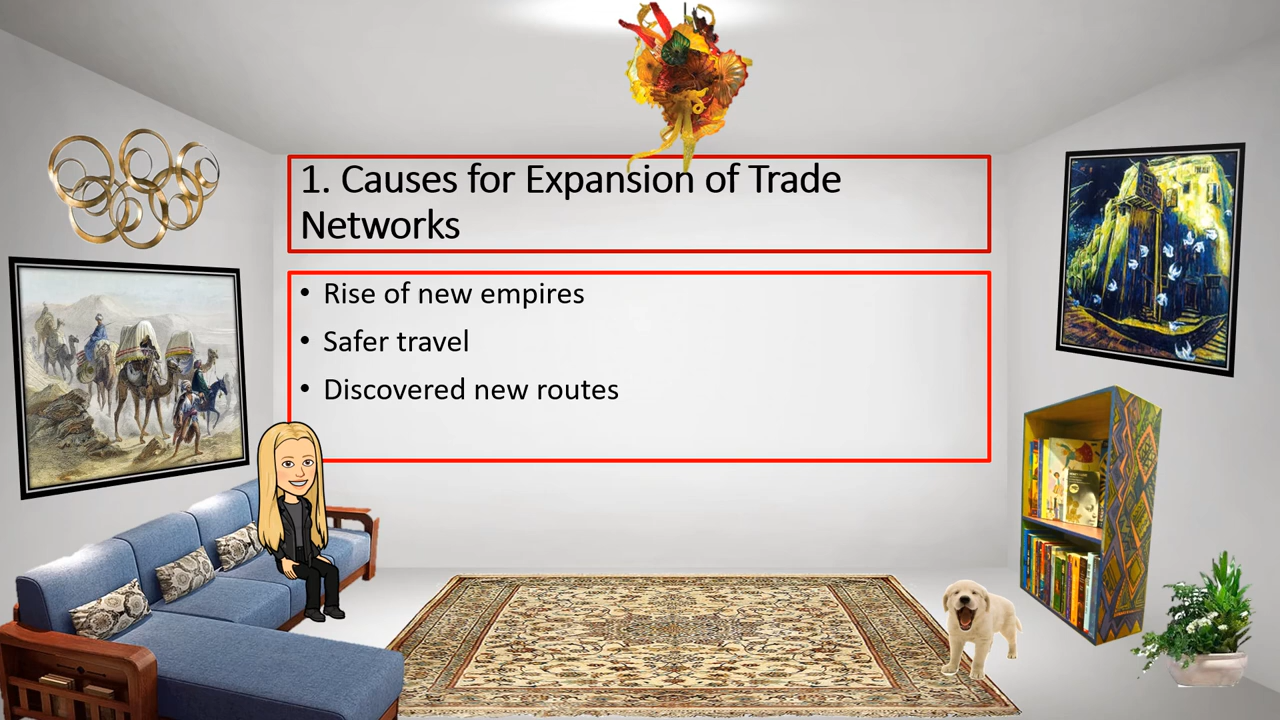 1. Causes for Expansion of Trade
Networks
• Rise of new empires
• Safer travel
• Discovered new routes